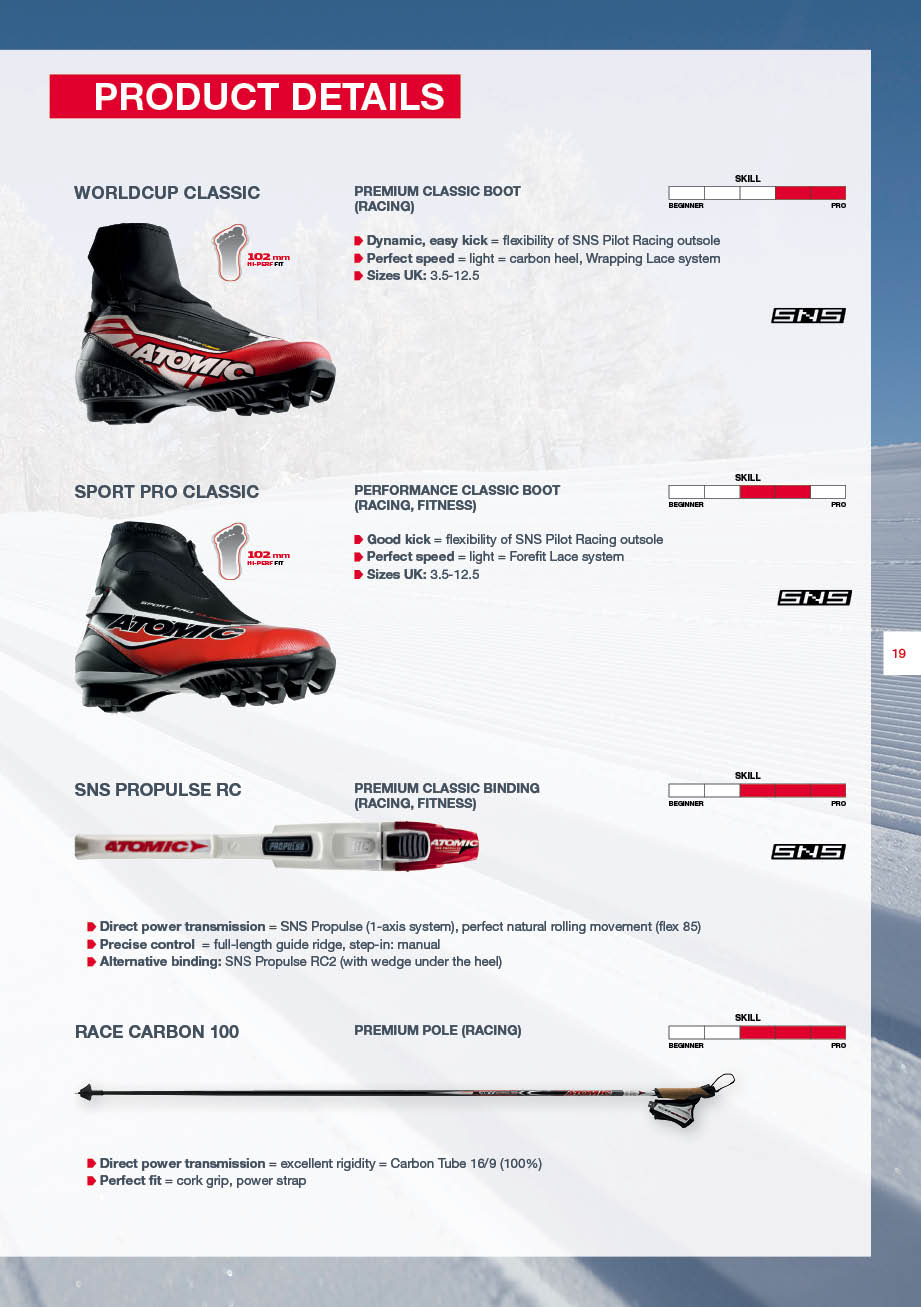 PRODUCT DETAILS
WORLDCUP CLASSIC
PREMIUM CLASSIC BOOT
(RACING)
SKILL
BEGINNER PRO
102 mm
HI-PERF FIT
Dynamic, easy kick = flexibility of SNS Pilot Racing outsole
Perfect speed = light = carbon heel, Wrapping Lace system
Sizes UK: 3.5-12.5
SNS
ATOMIC
SPORT PRO CLASSIC
PERFORMANCE CLASSIC BOOT
(RACING, FITNESS)
SKILL
BEGINNER PRO
102 mm
HI-PERF FIT
Good kick = flexibility of SNS Pilot Racing outsole
Perfect speed = light = Forefit Lace system
Sizes UK: 3.5-12.5
SNS
SPORT PRO
ATOMIC
19
SNS PROPULSE RC
PREMIUM CLASSIC BINDING
(RACING, FITNESS)
SKILL
BEGINNER PRO
ATOMIC
PROPULSE
ATOMIC
SNS
Direct power transmission = SNS Propulse (1-axis system), perfect natural rolling movement (flex 85)
Precise control = full-length guide ridge, step-in: manual
Alternative binding: SNS Propulse RC2 (with wedge under the heel)
RACE CARBON 100
PREMIUM POLE (RACING)
SKILL
BEGINNER PRO
ATOMIC
Direct power transmission = excellent rigidity = Carbon Tube 16/9 (100%)
Perfect fit = cork grip, power strap